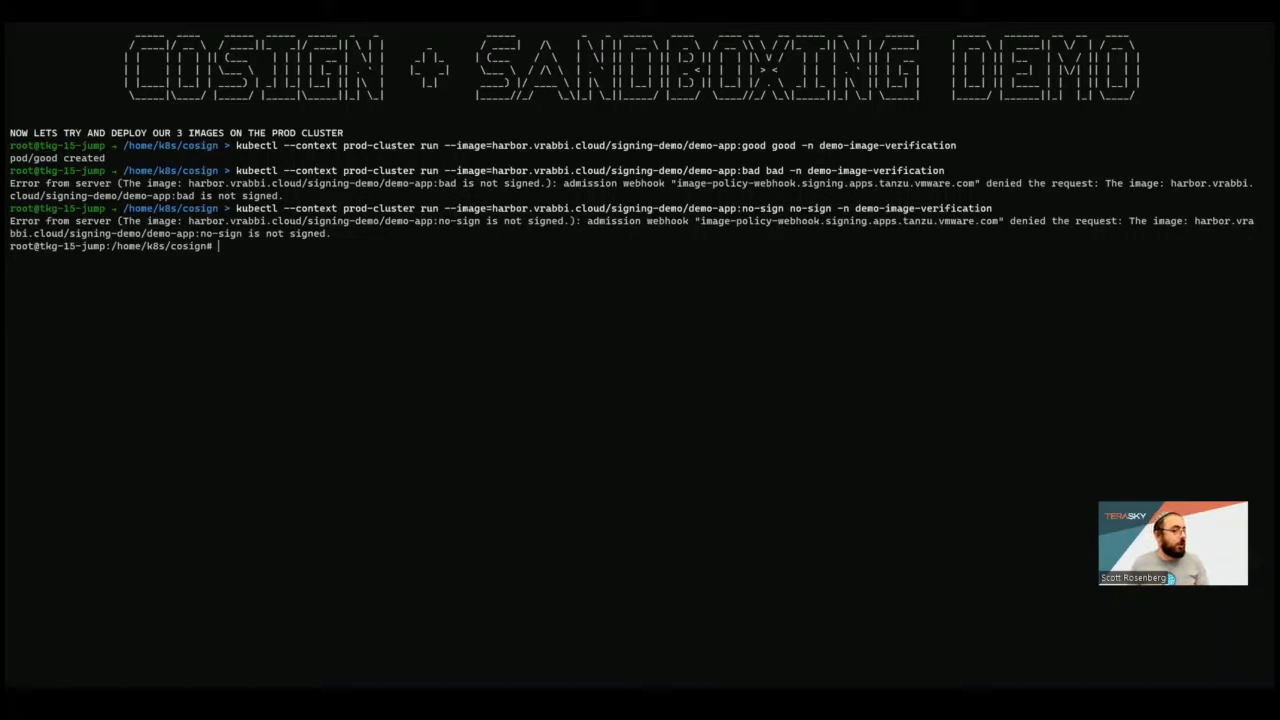 COSIGN + SANDBOXING DEMO
NOW LETS TRY AND DEPLOY OUR 3 IMAGES ON THE PROD CLUSTER
root@tkg-15-jump → /home/k8s/cosign > kubectl --context prod-cluster run --image=harbor.vrabbi.cloud/signing-demo/demo-app:good good -n demo-image-verification
pod/good created
root@tkg-15-jump → /home/k8s/cosign > kubectl --context prod-cluster run --image=harbor.vrabbi.cloud/signing-demo/demo-app:bad bad -n demo-image-verification
Error from server (The image: harbor.vrabbi.cloud/signing-demo/demo-app:bad is not signed.): admission webhook "image-policy-webhook.signing.apps.tanzu.vmware.com" denied the request: The image: harbor.vrabbi.
cloud/signing-demo/demo-app:bad is not signed.
root@tkg-15-jump → /home/k8s/cosign > kubectl --context prod-cluster run --image=harbor.vrabbi.cloud/signing-demo/demo-app:no-sign no-sign -n demo-image-verification
Error from server (The image: harbor.vrabbi.cloud/signing-demo/demo-app:no-sign is not signed.): admission webhook "image-policy-webhook.signing.apps.tanzu.vmware.com" denied the request: The image: harbor.vra
bbi.cloud/signing-demo/demo-app:no-sign is not signed.
root@tkg-15-jump:/home/k8s/cosign#
TERASKY
Scott Rosenberg